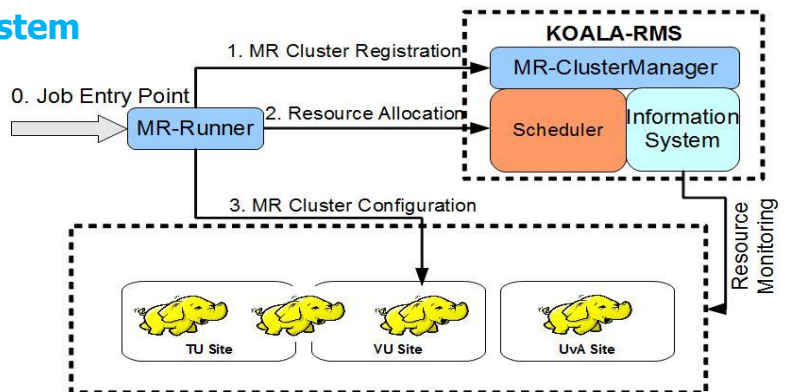 stem
KOALA-RMS
1. MR Cluster Registration
MR-ClusterManager
0. Job Entry Point
2. Resource Allocation
MR-Runner
Scheduler
Information
System
3. MR Cluster Configuration
Resource
Monitoring
TU Site
VU Site
UvA Site